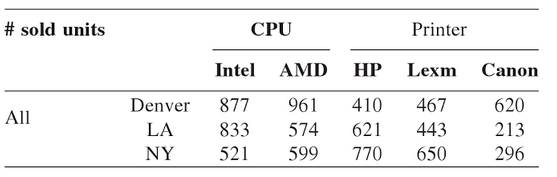 # sold units CPU Printer
Intel AMD HP Lexm Canon
All Denver 877 961 410 467 620
LA 833 574 621 443 213
NY 521 599 770 650 296